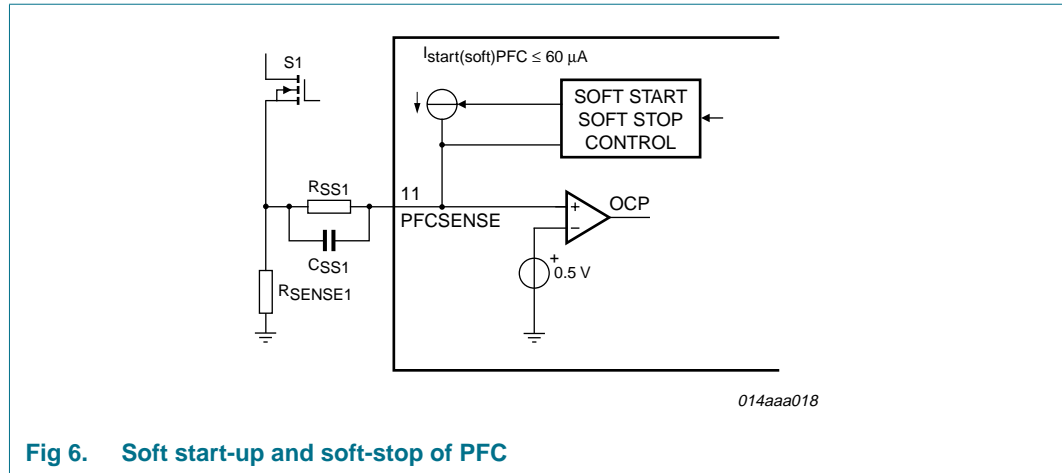 Istart(soft)PFC ≤ 60 μA
S1
SOFT START
SOFT STOP
CONTROL
RSS1
11
PFCSENSE
OCP
+
−
CSS1
+
0.5 V
RSENSE1
014aaa018
Fig 6. Soft start-up and soft-stop of PFC